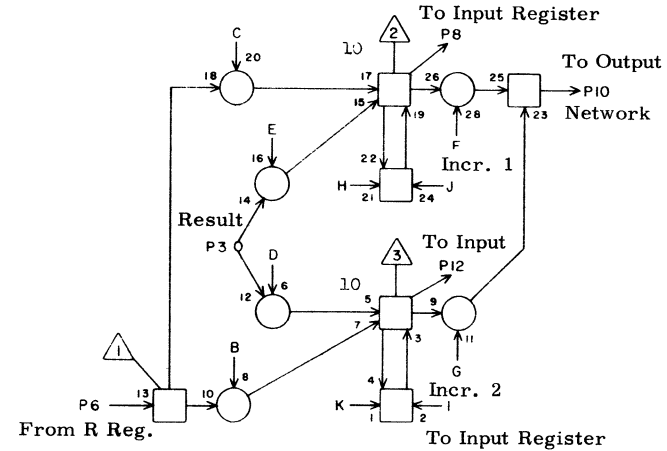 To Input Register
C
10
2
P8
20
To Output
18
17
26
25
P10
15
19
28
23
Network
E
F
16
22
Incr. 1
H
J
14
21
24
Result
P3
D
3
To Input
12
6
10
P12
5
9
7
3
11
1
B
G
8
4
Incr. 2
13
P6
10
K
I
1
2
From R Reg.
To Input Register